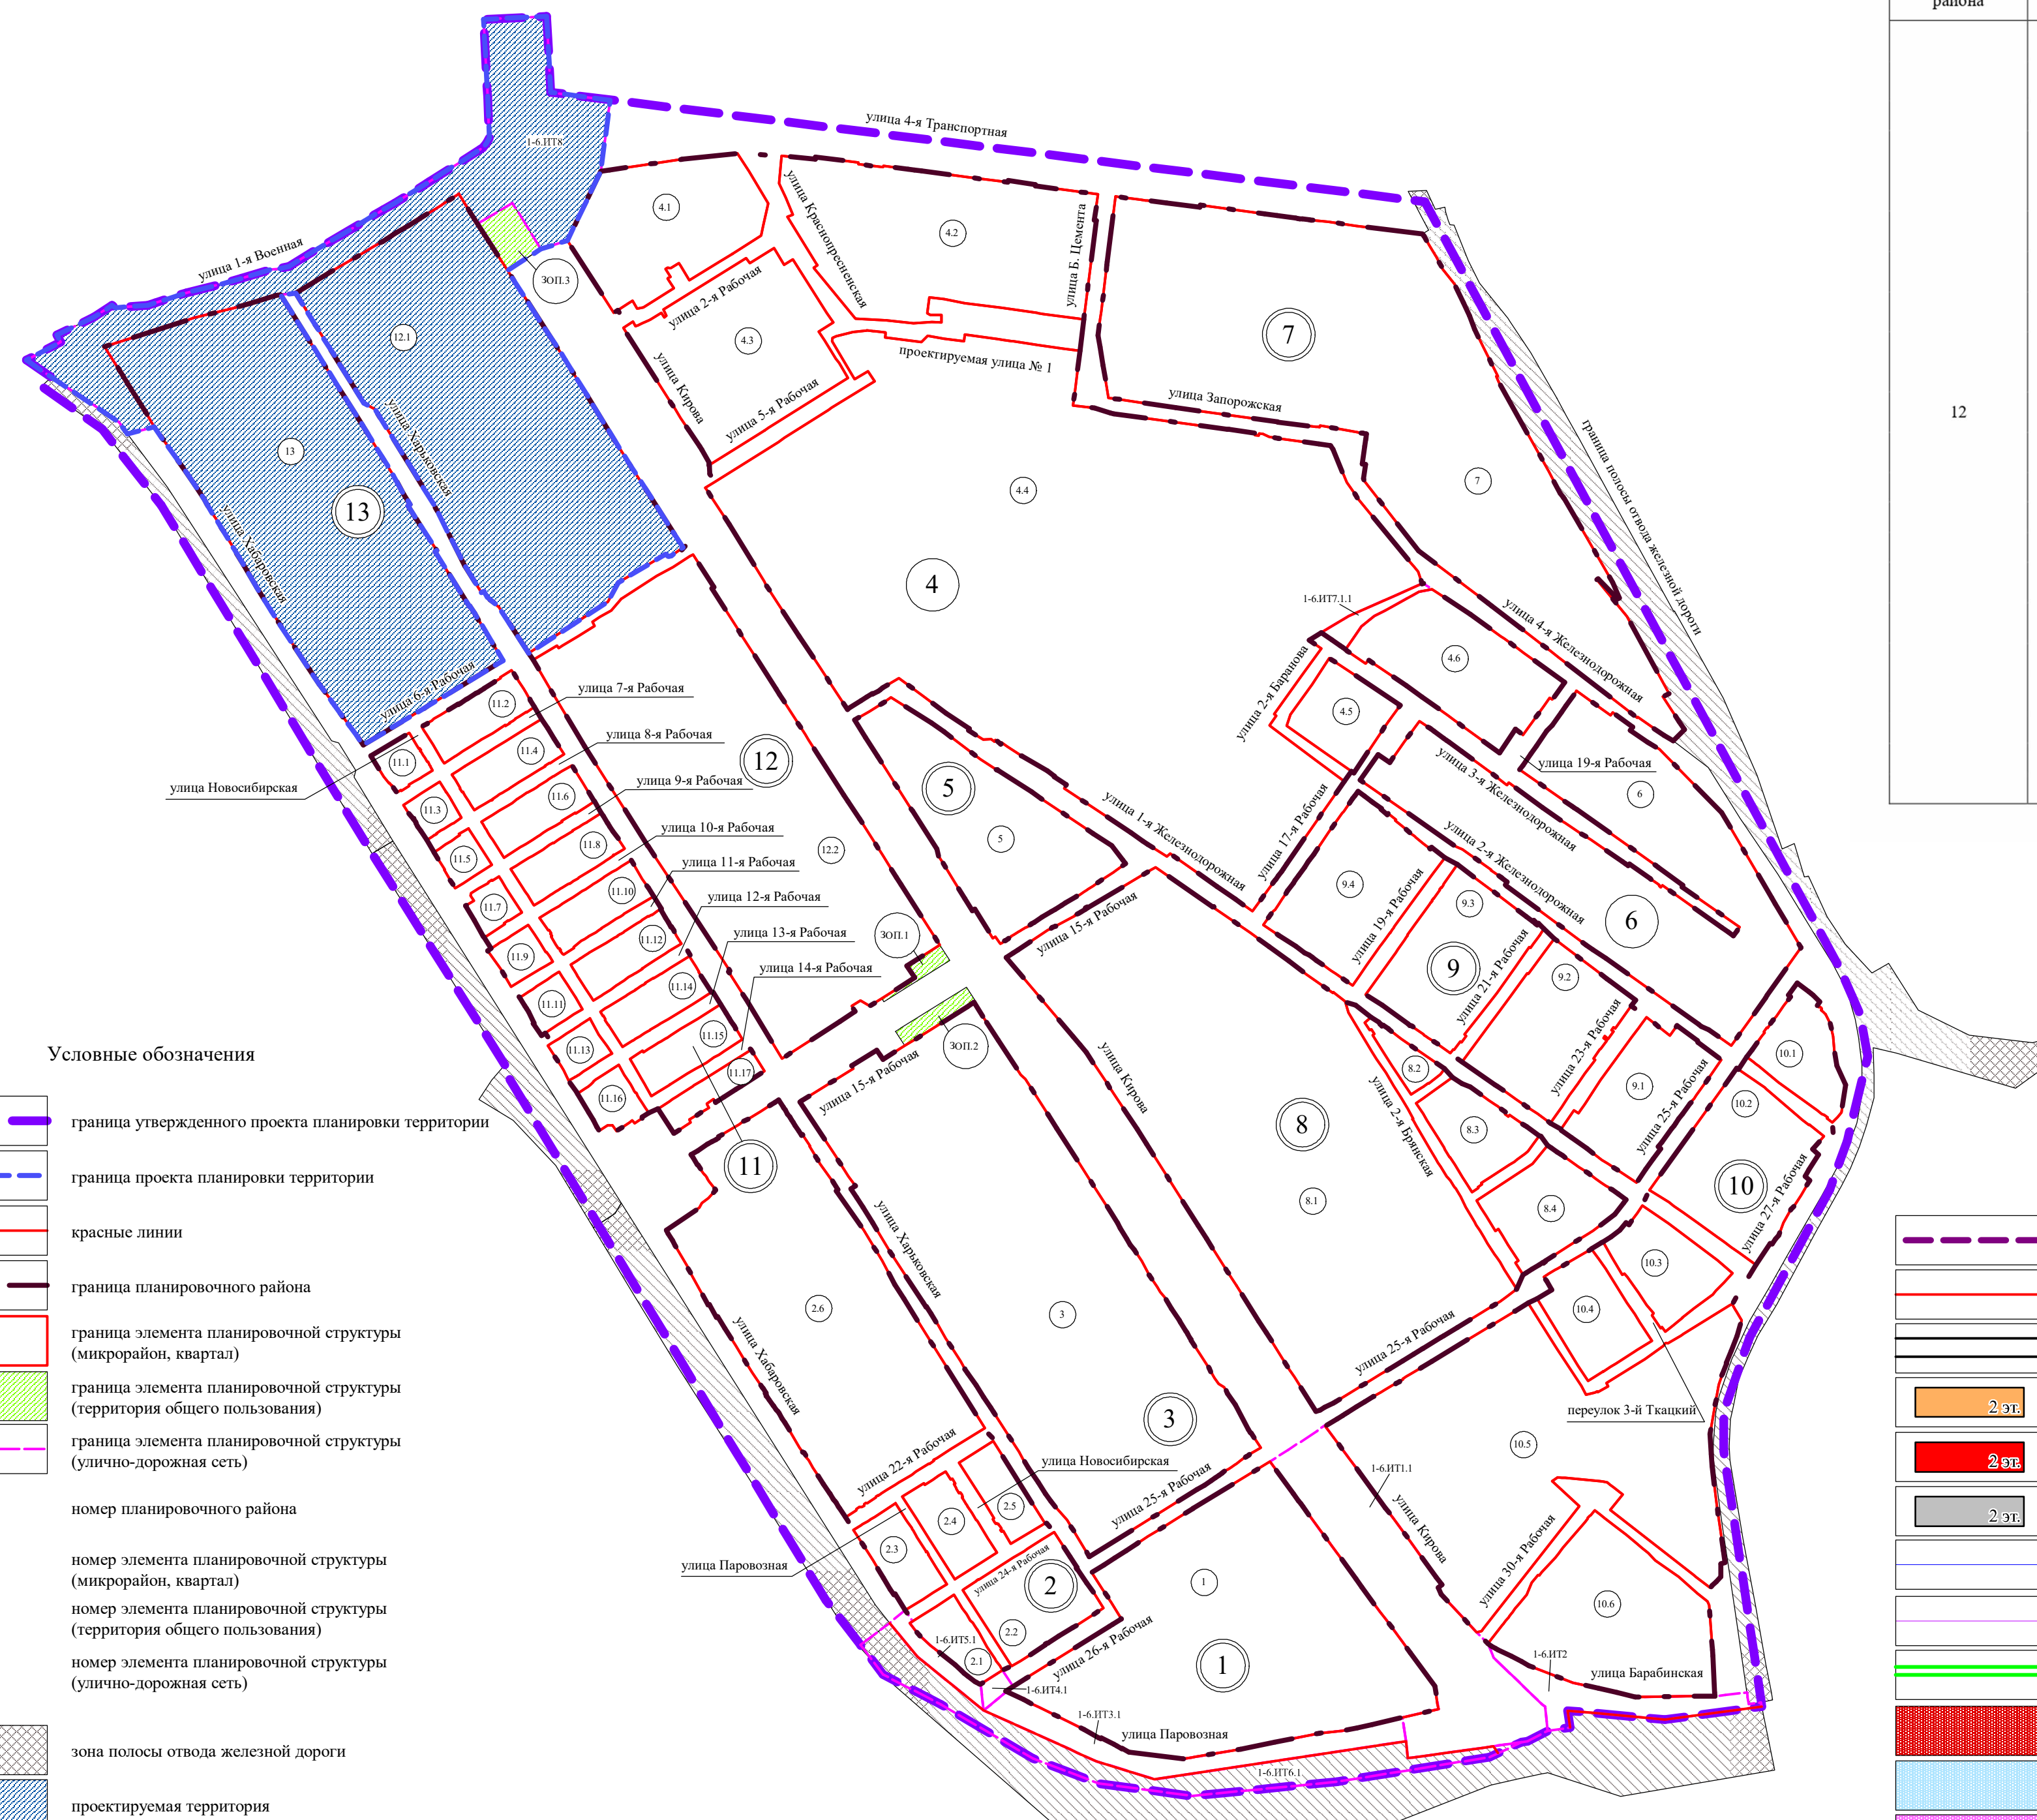 района
12
улица 4-я Транспортная
1-6.ИТ8
4.1
улица Краснопресненская
4.2
улица Б. Цемента
улица 1-я Военная
ЗОП.3
улица 2-я Рабочая
12.1
4.3
7
проектируемая улица № 1
улица Кирова
улица 5-я Рабочая
улица Запорожская
улица Харьковская
граница полосы отвода железной дороги
13
13
4.4
7
улица Хабаровская
4
1-6.ИТ7.1.1
улица 4-я Железнодорожная
4.6
улица 2-я Баранова
4.5
улица 6-я Рабочая
улица 7-я Рабочая
11.2
улица 8-я Рабочая
11.4
11.1
12
улица Новосибирская
улица 9-я Рабочая
11.6
11.3
5
улица 19-я Рабочая
улица 3-я Железнодорожная
6
улица 1-я Железнодорожная
улица 17-я Рабочая
улица 2-я Железнодорожная
улица 10-я Рабочая
11.8
11.5
12.2
5
улица 11-я Рабочая
11.10
11.7
9.4
улица 19-я Рабочая
9.3
6
улица 12-я Рабочая
11.12
11.9
улица 13-я Рабочая
ЗОП.1
улица 15-я Рабочая
9
улица 21-я Рабочая
9.2
улица 14-я Рабочая
11.14
11.11
11.15
11.13
ЗОП.2
улица 15-я Рабочая
11.17
11.16
улица Кирова
8.2
улица 23-я Рабочая
9.1
10.1
улица 2-я Брянская
8.3
8
улица 25-я Рабочая
10.2
11
10
8.1
8.4
улица 27-я Рабочая
улица Харьковская
10.3
2.6
3
10.4
улица Хабаровская
улица 25-я Рабочая
переулок 3-й Ткацкий
3
10.5
улица 22-я Рабочая
улица Новосибирская
улица 25-я Рабочая
1-6.ИТ1.1
2.5
2.4
2.3
улица Кирова
улица 30-я Рабочая
улица Паровозная
улица 24-я Рабочая
2
1
10.6
2.2
1-6.ИТ5.1
2.1
улица 26-я Рабочая
1
1-6.ИТ2
улица Барабинская
1-6.ИТ4.1
1-6.ИТ3.1
улица Паровозная
1-6.ИТ6.1
Условные обозначения
граница утвержденного проекта планировки территории
граница проекта планировки территории
красные линии
граница планировочного района
граница элемента планировочной структуры
(микрорайон, квартал)
граница элемента планировочной структуры
(территория общего пользования)
граница элемента планировочной структуры
(улично-дорожная сеть)
номер планировочного района
номер элемента планировочной структуры
(микрорайон, квартал)
номер элемента планировочной структуры
(территория общего пользования)
номер элемента планировочной структуры
(улично-дорожная сеть)
зона полосы отвода железной дороги
проектируемая территория
2 эт.
2 эт.
2 эт.